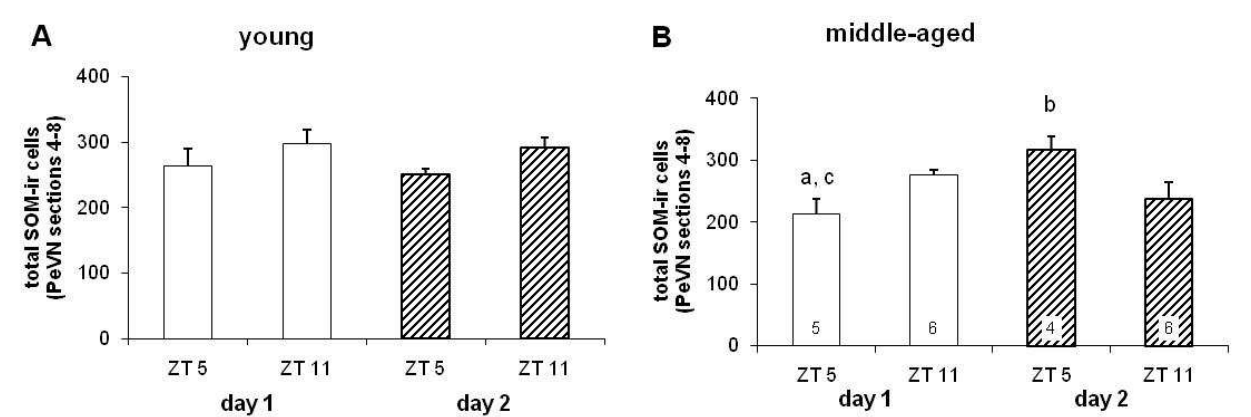 A
young
total SOM-ir cells
(PeVN sections 4-8)
400
300
200
100
0
ZT 5
ZT 11
ZT 5
ZT 11
day 1
day 2
B
middle-aged
total SOM-ir cells
(PeVN sections 4-8)
400
300
200
100
0
a, c
b
5
6
4
6
ZT 5
ZT 11
ZT 5
ZT 11
day 1
day 2